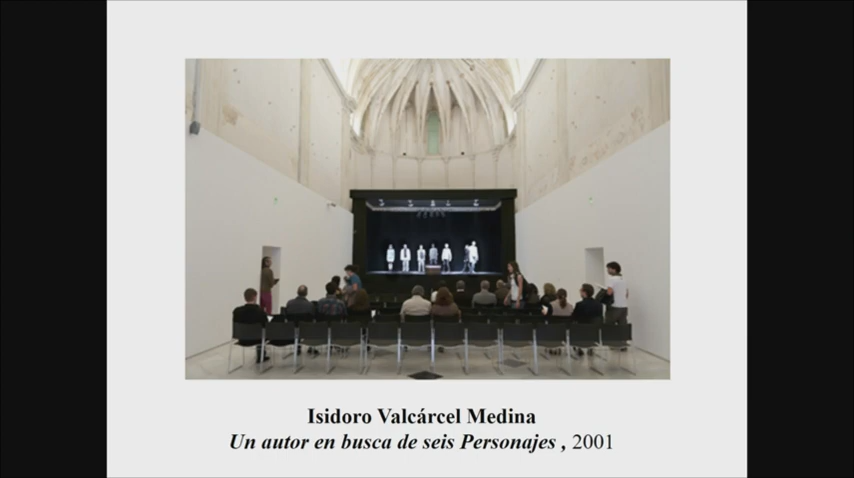 Isidoro Valcárcel Medina
Un autor en busca de seis Personajes , 2001